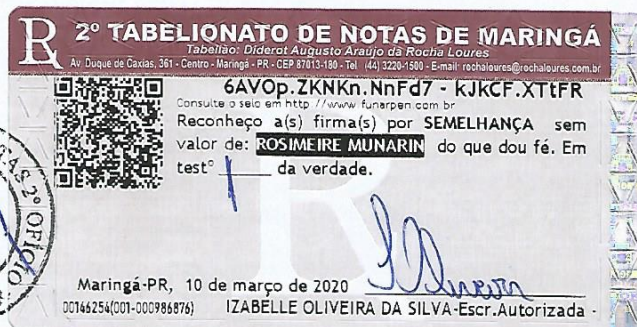 R 2º TABELIONATO DE NOTAS DE MARINGÁ
Tabelião: Diderot Augusto Araújo da Rocha Loures
Av Duque de Caxias, 361 - Centro - Maringá - PR - CEP 87013-180 - Tel (44) 3220-1500 - E-mail: rochaloures@rochaloures.com.br
6AVOp.ZKNKn.NnFd7 - kJkCF.XTtFR
Consulte o selo em http://www.funarpen.com.br
Reconheço a(s) firma(s) por SEMELHANÇA sem
valor de: ROSIMEIRE MUNARIN do que dou fé. Em
testº ____ da verdade.
R
Maringá-PR, 10 de março de 2020
00146254(001-000986876) IZABELLE OLIVEIRA DA SILVA-Escr.Autorizada -
2º OFÍCIO